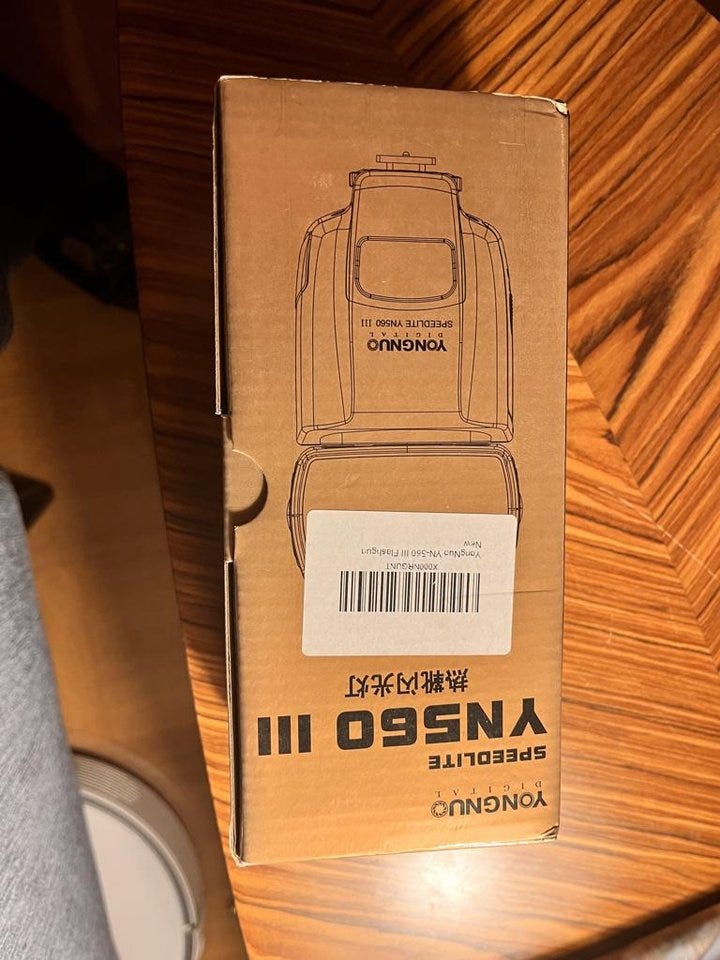 YONGNUO
DIGITAL
SPEEDLITE
YN560 III
热靴闪光灯
X000NRGUNT
YongNuo YN-560 III Flashgun
New
YONGNUO
DIGITAL
SPEEDLITE YN560 III